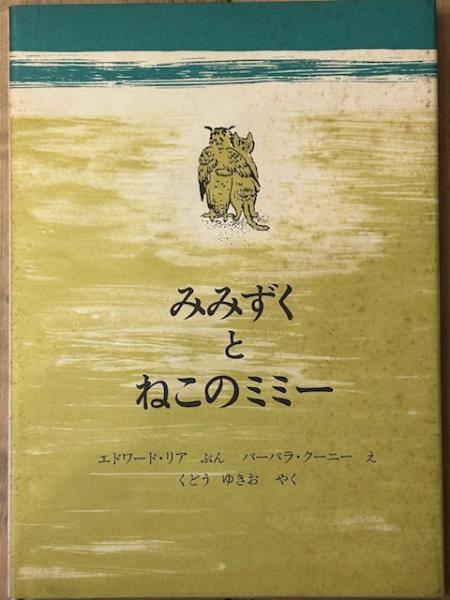 みみずく
と
ねこのミミー
エドワード・リア ぶん バーバラ・クーニー え
くどう ゆきお やく